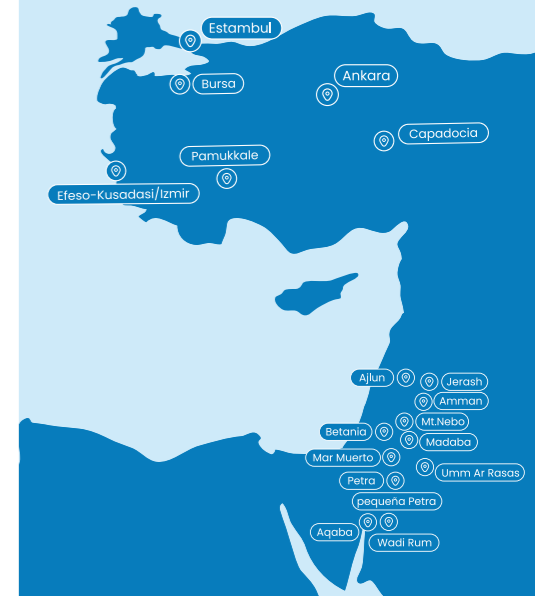 Estambul
Ankara
Bursa
Capadocia
Pamukkale
Efeso-Kusadasi/Izmir
Ajlun
Jerash
Amman
Mt.Nebo
Betania
Madaba
Mar Muerto
Umm Ar Rasas
Petra
pequeña Petra
Aqaba
Wadi Rum